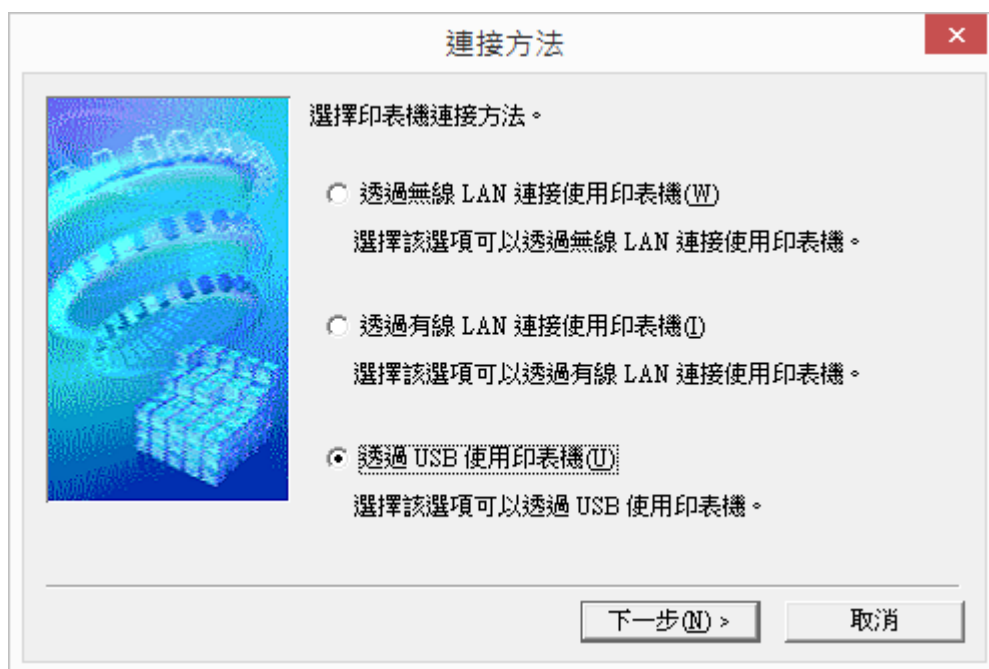 連接方法
選擇印表機連接方法。
透過無線 LAN 連接使用印表機(W)
選擇該選項可以透過無線 LAN 連接使用印表機。
透過有線 LAN 連接使用印表機(I)
選擇該選項可以透過有線 LAN 連接使用印表機。
透過 USB 使用印表機(U)
選擇該選項可以透過 USB 使用印表機。
下一步(N) >
取消